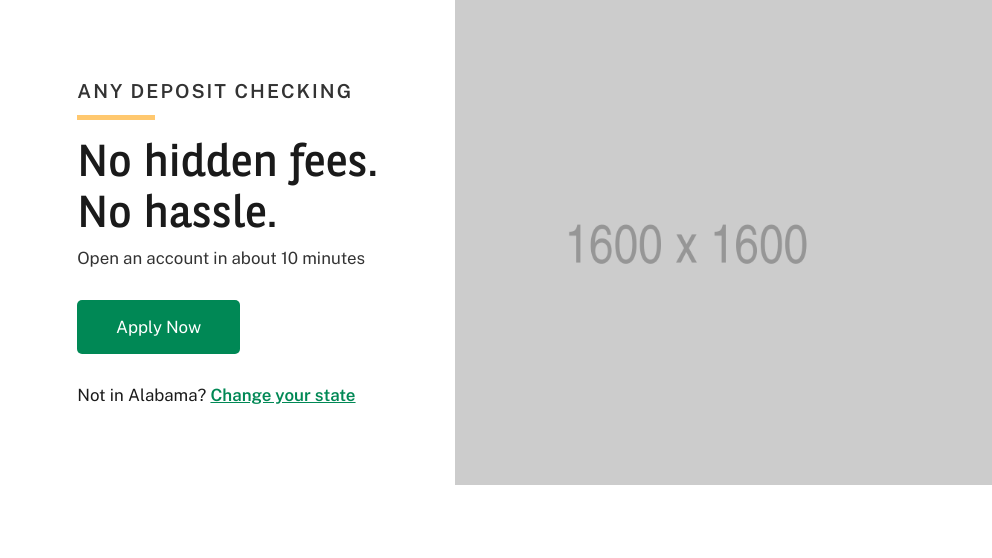 ANY DEPOSIT CHECKING
No hidden fees.
No hassle.
Open an account in about 10 minutes
Apply Now
Not in Alabama? Change your state
1600 x 1600